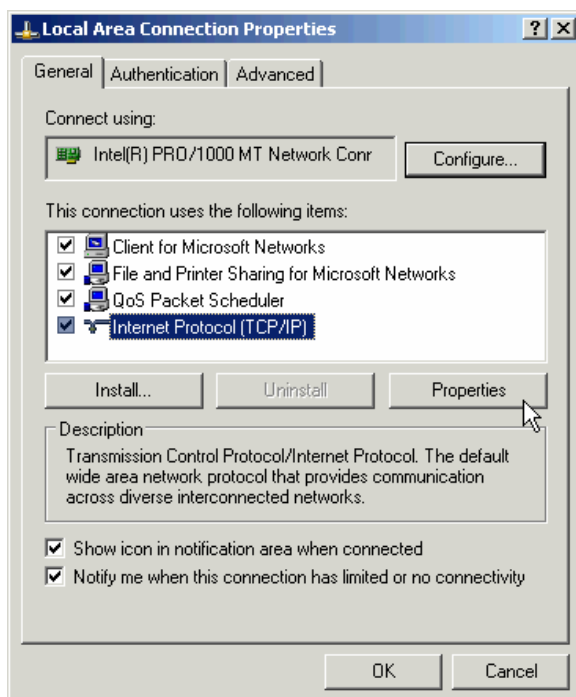 Local Area Connection Properties
General
Authentication
Advanced
Connect using:
Intel(R) PRO/1000 MT Network Conr
Configure...
This connection uses the following items:
Client for Microsoft Networks
File and Printer Sharing for Microsoft Networks
QoS Packet Scheduler
Internet Protocol (TCP/IP)
Install...
Uninstall
Properties
Description
Transmission Control Protocol/Internet Protocol. The default
wide area network protocol that provides communication
across diverse interconnected networks.
Show icon in notification area when connected
Notify me when this connection has limited or no connectivity
OK
Cancel